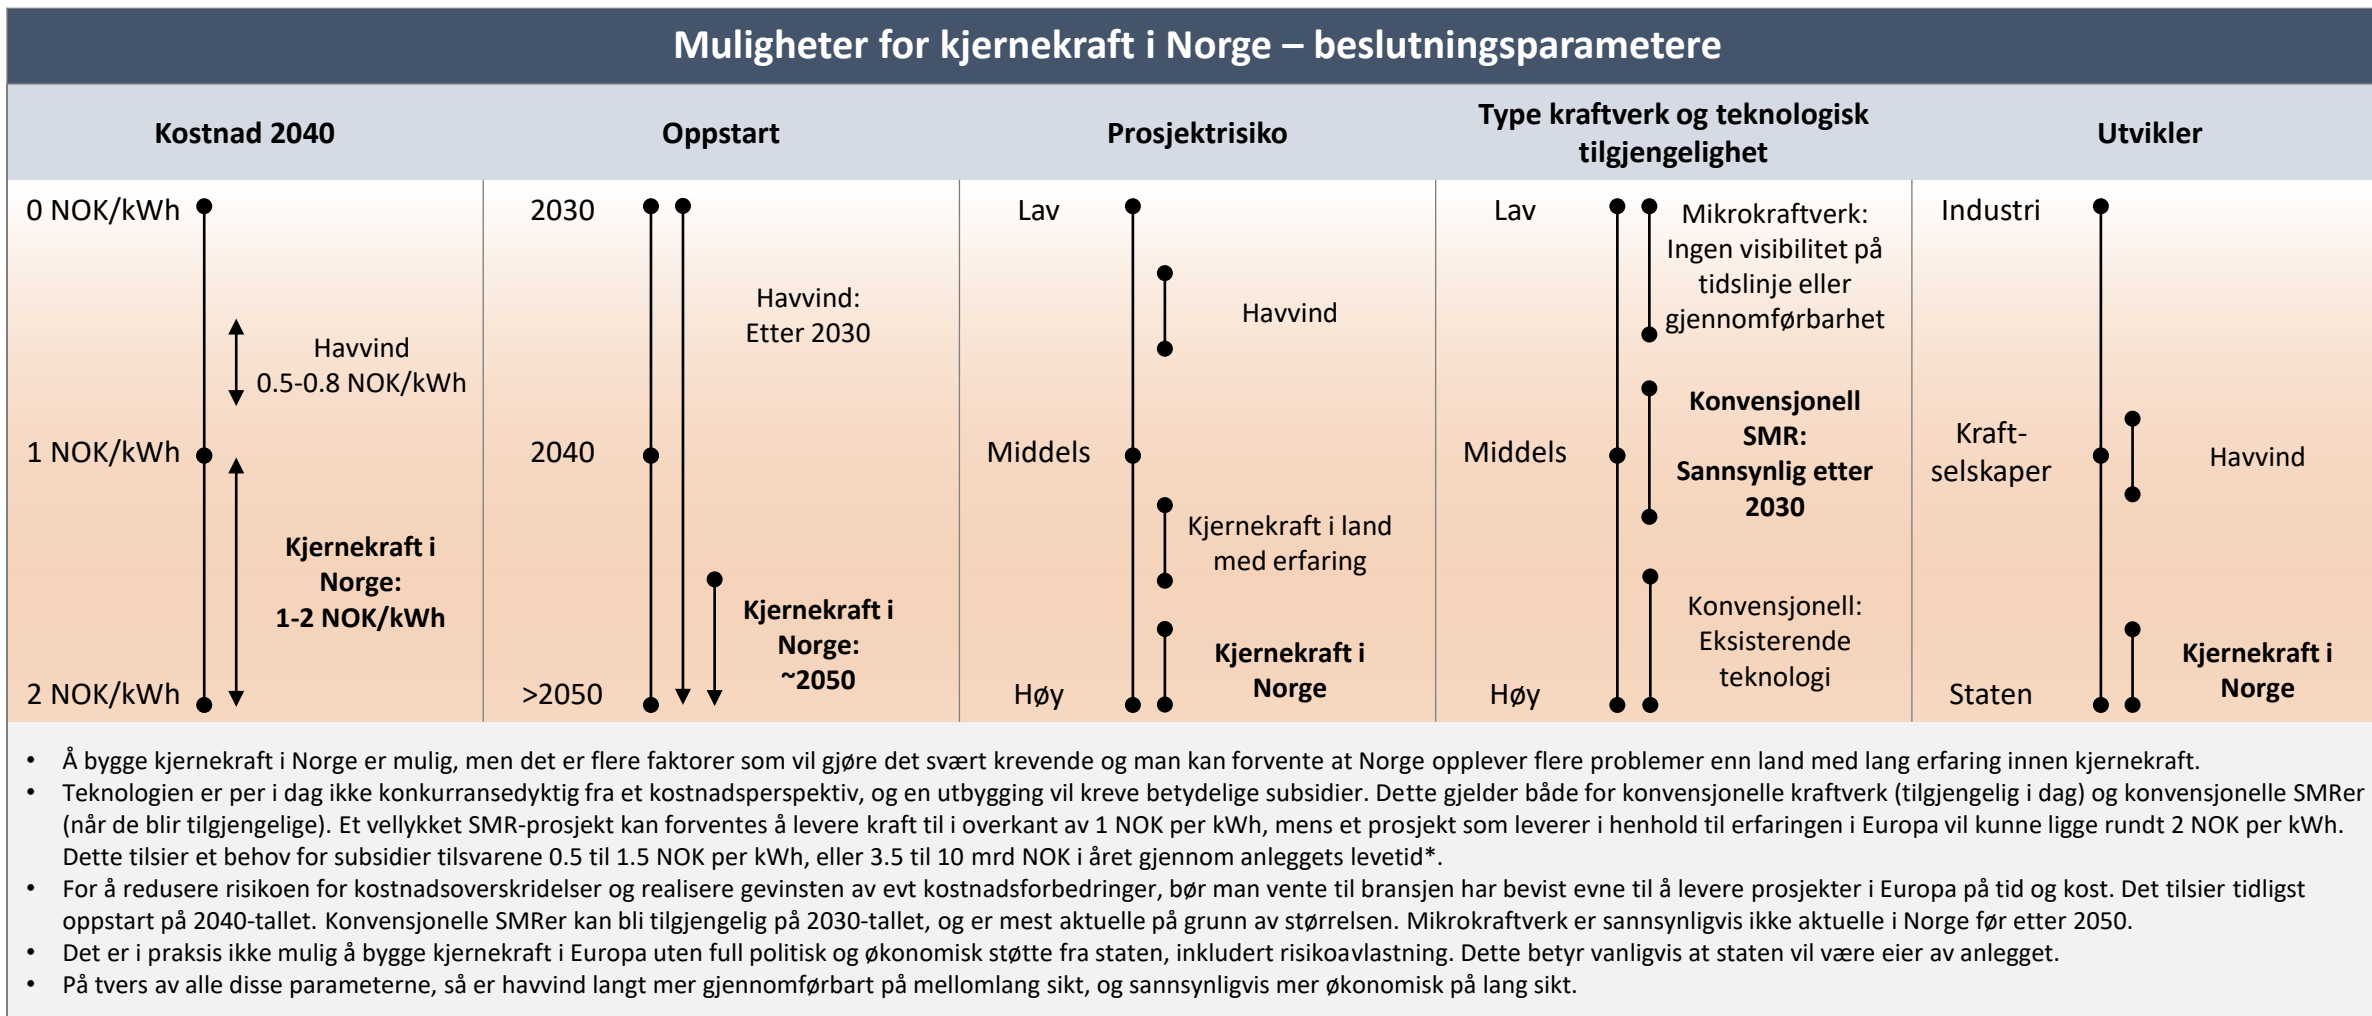 Muligheter for kjernekraft i Norge – beslutningsparametere
Kostnad 2040
0 NOK/kWh
Havvind
0.5-0.8 NOK/kWh
1 NOK/kWh
Kjernekraft i
Norge:
1-2 NOK/kWh
2 NOK/kWh
Oppstart
2030
Havvind:
Etter 2030
2040
Kjernekraft i
Norge:
~2050
>2050
Prosjektrisiko
Lav
Havvind
Middels
Kjernekraft i land
med erfaring
Kjernekraft i
Norge
Høy
Type kraftverk og teknologisk
tilgjengelighet
Lav
Mikrokraftverk:
Ingen visibilitet på
tidslinje eller
gjennomførbarhet
Middels
Konvensjonell
SMR:
Sannsynlig etter
2030
Konvensjonell:
Eksisterende
teknologi
Høy
Utvikler
Industri
Kraft-
selskaper
Havvind
Kjernekraft i
Norge
Staten
• Å bygge kjernekraft i Norge er mulig, men det er flere faktorer som vil gjøre det svært krevende og man kan forvente at Norge opplever flere problemer enn land med lang erfaring innen kjernekraft.
• Teknologien er per i dag ikke konkurransedyktig fra et kostnadsperspektiv, og en utbygging vil kreve betydelige subsidier. Dette gjelder både for konvensjonelle kraftverk (tilgjengelig i dag) og konvensjonelle SMRer
(når de blir tilgjengelige). Et vellykket SMR-prosjekt kan forventes å levere kraft til i overkant av 1 NOK per kWh, mens et prosjekt som leverer i henhold til erfaringen i Europa vil kunne ligge rundt 2 NOK per kWh.
Dette tilsier et behov for subsidier tilsvarene 0.5 til 1.5 NOK per kWh, eller 3.5 til 10 mrd NOK i året gjennom anleggets levetid*.
• For å redusere risikoen for kostnadsoverskridelser og realisere gevinsten av evt kostnadsforbedringer, bør man vente til bransjen har bevist evne til å levere prosjekter i Europa på tid og kost. Det tilsier tidligst
oppstart på 2040-tallet. Konvensjonelle SMRer kan bli tilgjengelig på 2030-tallet, og er mest aktuelle på grunn av størrelsen. Mikrokraftverk er sannsynligvis ikke aktuelle i Norge før etter 2050.
• Det er i praksis ikke mulig å bygge kjernekraft i Europa uten full politisk og økonomisk støtte fra staten, inkludert risikoavlastning. Dette betyr vanligvis at staten vil være eier av anlegget.
• På tvers av alle disse parameterne, så er havvind langt mer gjennomførbart på mellomlang sikt, og sannsynligvis mer økonomisk på lang sikt.